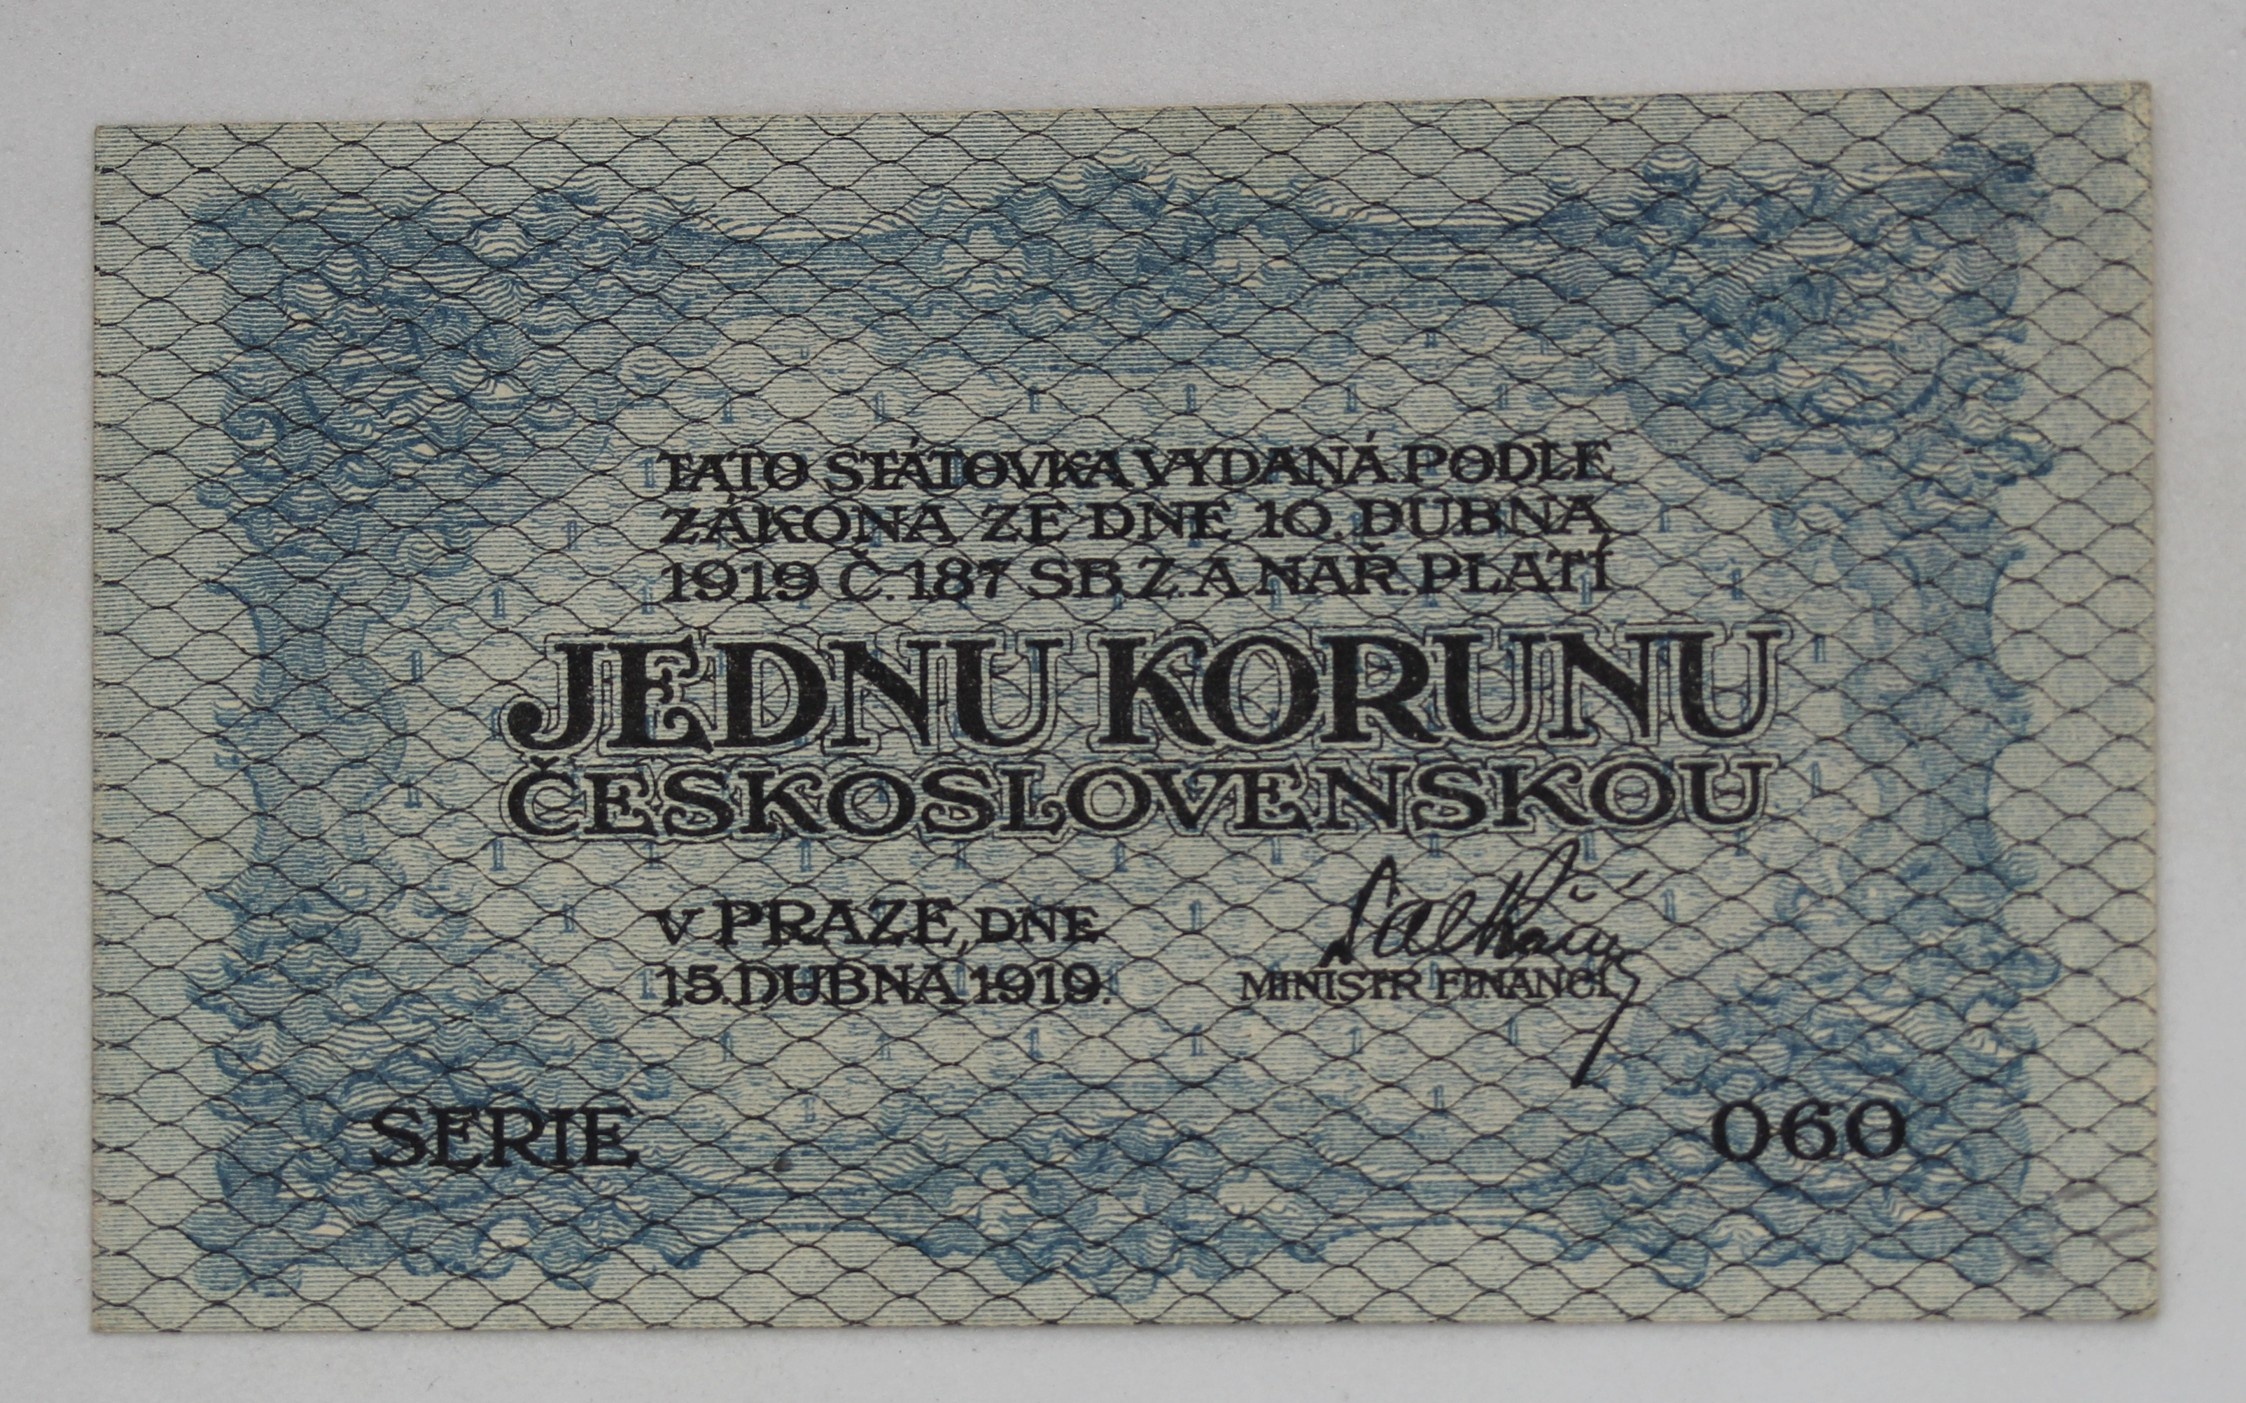 TATO STÁTOVKA VYDANÁ PODLE
ZÁKONA ZE DNE 10. DUBNA
1919 Č. 187 SB. Z. A NAŘ. PLATÍ
JEDNU KORUNU
ČESKOSLOVENSKOU
V PRAZE, DNE
15. DUBNA 1919.
MINISTR FINANCÍ
SERIE 060